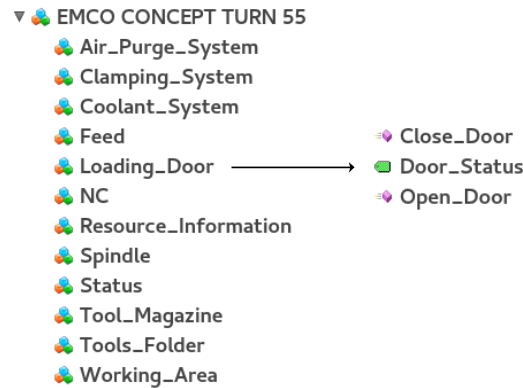 EMCO CONCEPT TURN 55
Air_Purge_System
Clamping_System
Coolant_System
Feed
Close_Door
Loading_Door
Door_Status
NC
Open_Door
Resource_Information
Spindle
Status
Tool_Magazine
Tools_Folder
Working_Area